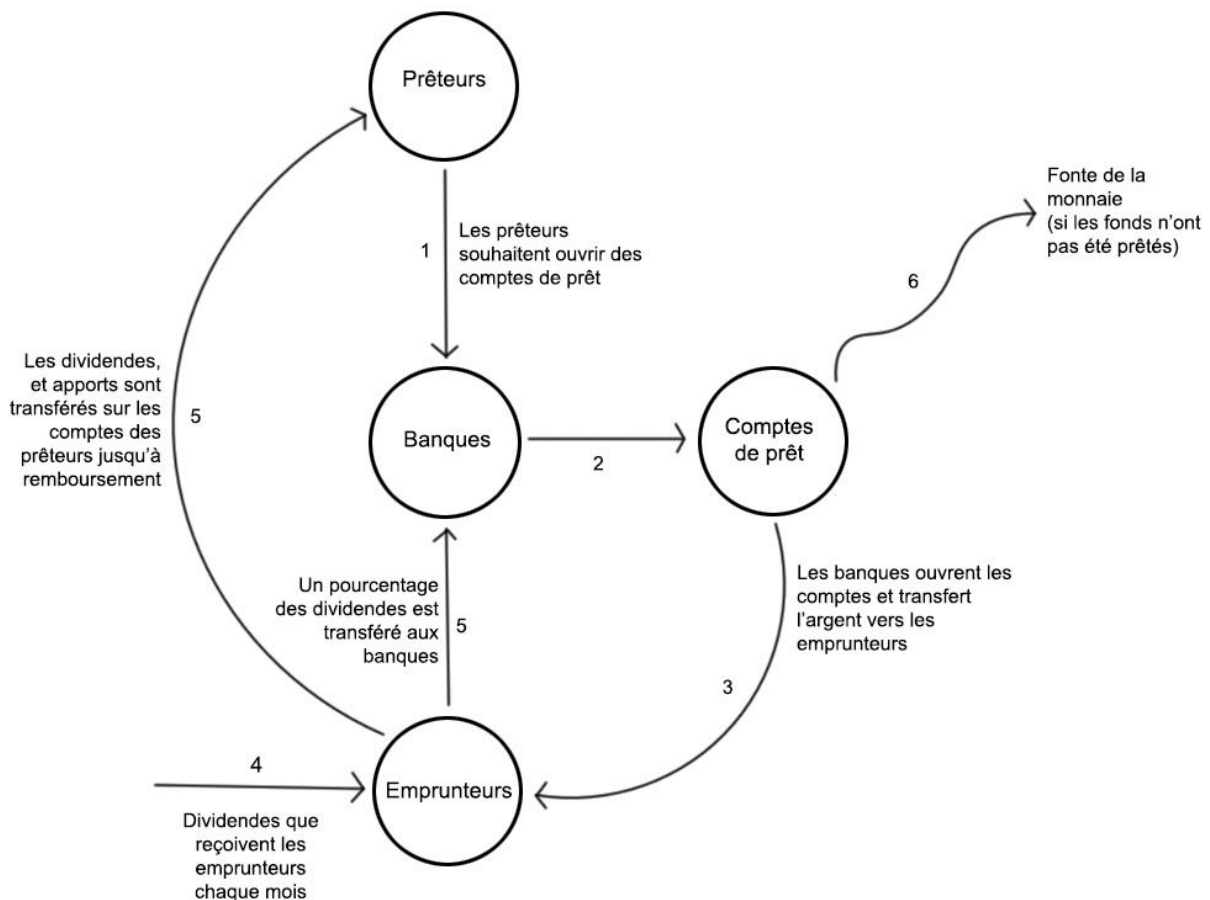 Prêteurs
1
Les prêteurs
souhaitent ouvrir des
comptes de prêt
Fonte de la
monnaie
(si les fonds n'ont
pas été prêtés)
6
Les dividendes,
et apports sont
transférés sur les
comptes des
prêteurs jusqu'à
remboursement
5
Banques
2
Comptes
de prêt
Un pourcentage
des dividendes est
transféré aux
banques
5
Les banques ouvrent les
comptes et transfert
l'argent vers les
emprunteurs
3
4
Emprunteurs
Dividendes que
reçoivent les
emprunteurs
chaque mois